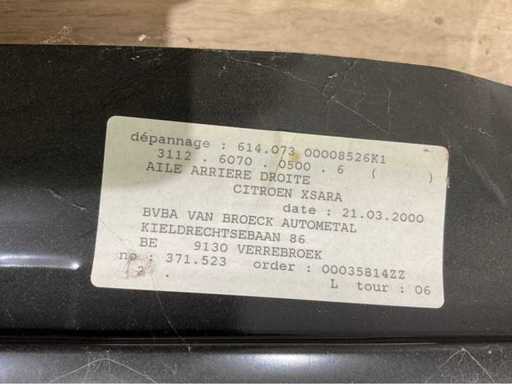 dépannage : 614.073 00008526K1
3112 . 6070 . 0500 . 6 ( )
AILE ARRIERE DROITE
CITROEN XSARA
date : 21.03.2000
BVBA VAN BROECK AUTOMETAL
KIELDRECHTSEBAAN 86
BE 9130 VERREBROEK
no : 371.523 order : 00035814ZZ
2 L tour : 06